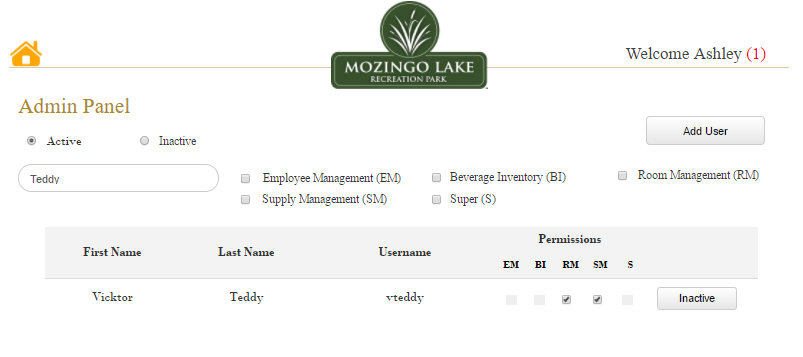 MOZINGO LAKE
RECREATION PARK
Welcome Ashley (1)
Admin Panel
Active
Inactive
Add User
Teddy
Employee Management (EM)
Beverage Inventory (BI)
Room Management (RM)
Supply Management (SM)
Super (S)
First Name
Last Name
Username
Permissions
EM BI RM SM S
Vicktor
Teddy
vteddy
Inactive